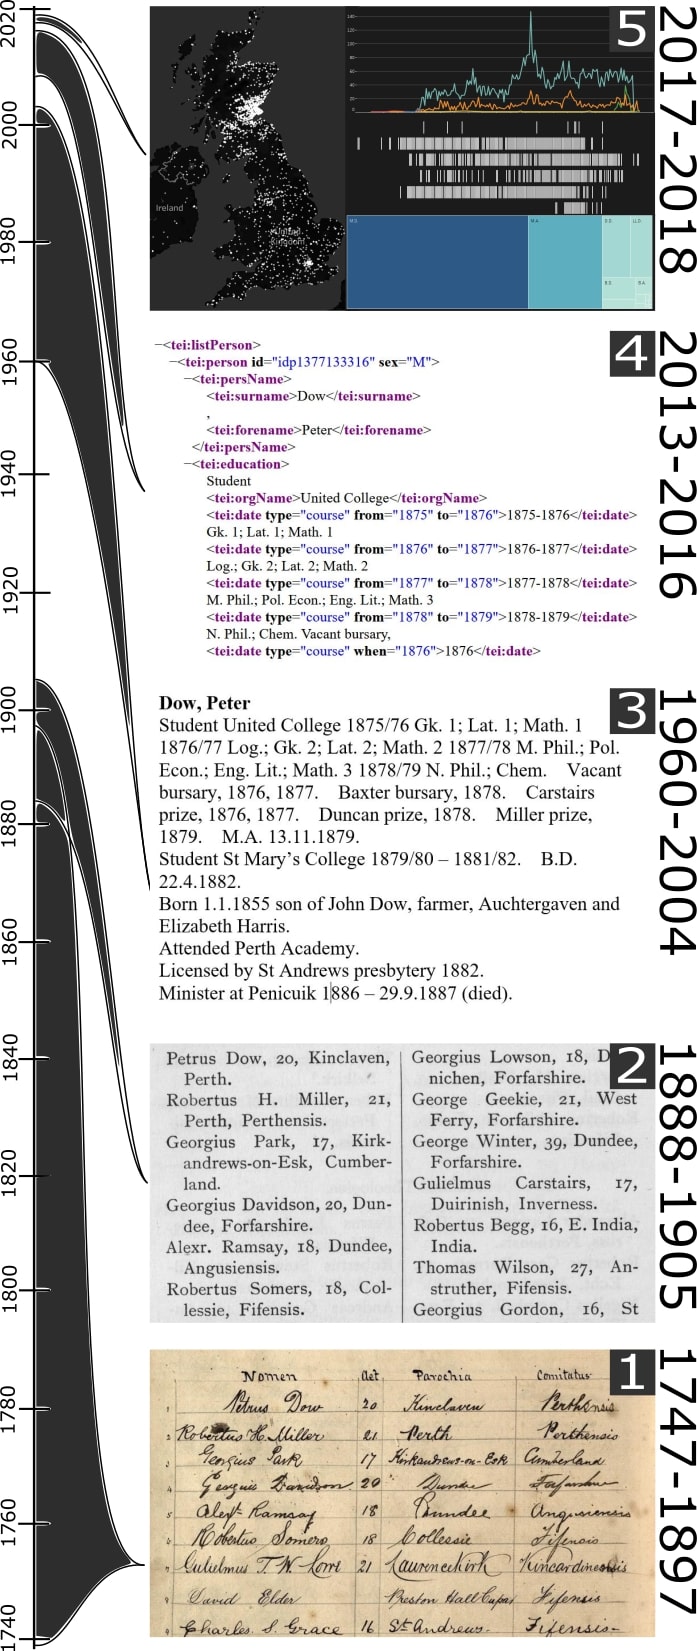 2020
2000
1980
1960
1940
1920
1900
1880
1860
1840
1820
1800
1780
1760
1740
5
2017-2018
Ireland
United
Kingdom
M.A.
4
2013-2016
−<tei:listPerson>
−<tei:person id="idp1377133316" sex="M">
−<tei:persName>
<tei:surname>Dow</tei:surname>
,
<tei:forename>Peter</tei:forename>
</tei:persName>
−<tei:education>
Student
<tei:orgName>United College</tei:orgName>
<tei:date type="course" from="1875" to="1876">1875-1876</tei:date>
Gk. 1; Lat. 1; Math. 1
<tei:date type="course" from="1876" to="1877">1876-1877</tei:date>
Log.; Gk. 2; Lat. 2; Math. 2
<tei:date type="course" from="1877" to="1878">1877-1878</tei:date>
M. Phil.; Pol. Econ.; Eng. Lit.; Math. 3
<tei:date type="course" from="1878" to="1879">1878-1879</tei:date>
N. Phil.; Chem. Vacant bursary,
<tei:date type="course" when="1876">1876</tei:date>
3
1960-2004
Dow, Peter
Student United College 1875/76 Gk. 1; Lat. 1; Math. 1
1876/77 Log.; Gk. 2; Lat. 2; Math. 2 1877/78 M. Phil.; Pol.
Econ.; Eng. Lit.; Math. 3 1878/79 N. Phil.; Chem. Vacant
bursary, 1876, 1877. Baxter bursary, 1878. Carstairs
prize, 1876, 1877. Duncan prize, 1878. Miller prize,
1879. M.A. 13.11.1879.
Student St Mary's College 1879/80 – 1881/82. B.D.
22.4.1882.
Born 1.1.1855 son of John Dow, farmer, Auchtergaven and
Elizabeth Harris.
Attended Perth Academy.
Licensed by St Andrews presbytery 1882.
Minister at Penicuik 1886 – 29.9.1887 (died).
2
1888-1905
Petrus Dow, 20, Kinclaven,
Perth.
Robertus H. Miller, 21,
Perth, Perthensis.
Georgius Park, 17, Kirk-
andrews-on-Esk, Cumber-
land.
Georgius Davidson, 20, Dun-
dee, Forfarshire.
Alexr. Ramsay, 18, Dundee,
Angusiensis.
Robertus Somers, 18, Col-
lessie, Fifensis.
Georgius Lowson, 18, D
nichen, Forfarshire.
George Geekie, 21, West
Ferry, Forfarshire.
George Winter, 39, Dundee,
Forfarshire.
Gulielmus Carstairs, 17,
Duirinish, Inverness.
Robertus Begg, 16, E. India,
India.
Thomas Wilson, 27, An-
struther, Fifensis.
Georgius Gordon, 16, St
1
1747-1897
Nomen Aet Parochia Comitatus
1 Petrus Dow 20 Kinclaven Perthensis
2 Robertus H. Miller 21 Perth Perthensis
3 Georgius Park 17 Kirkandrews-on-Esk Cumberland
4 Georgius Davidson 20 Dundee Forfarshire
5 Alexr. Ramsay 18 Dundee Angusiensis
6 Robertus Somers 18 Collessie Fifensis
7 Gulielmus T. W. Lowe 21 Laurencekirk Kincardinensis
8 David Elder Preston Hall Cupar Fifensis
9 Charles S. Grace 16 St Andrews Fifensis